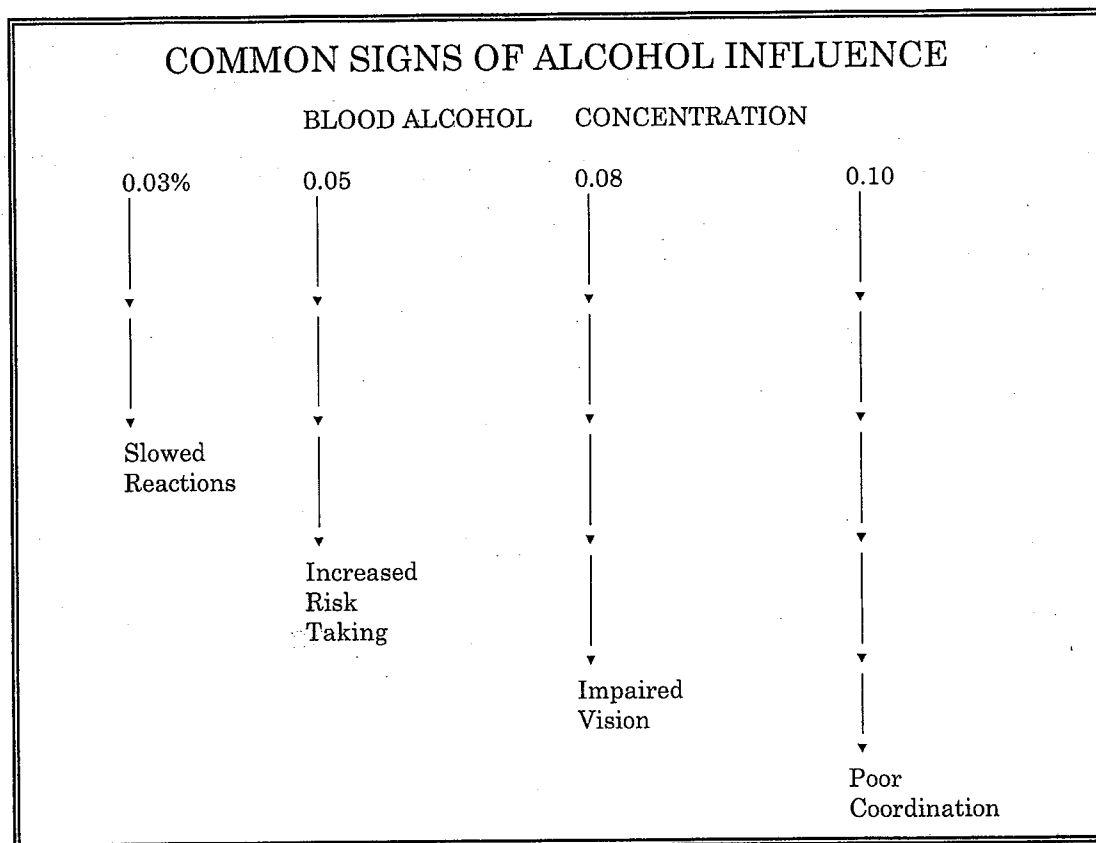 COMMON SIGNS OF ALCOHOL INFLUENCE
BLOOD ALCOHOL CONCENTRATION
0.03% 0.05 0.08 0.10
Slowed
Reactions
Increased
Risk
Taking
Impaired
Vision
Poor
Coordination